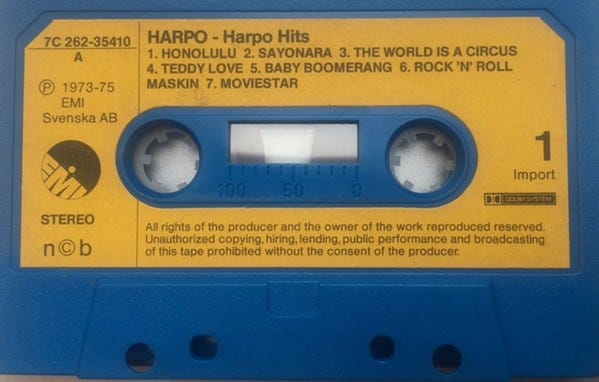 7C 262-35410
A
℗ 1973-75
EMI
Svenska AB
EMI
STEREO
n©b
HARPO - Harpo Hits
1. HONOLULU 2. SAYONARA 3. THE WORLD IS A CIRCUS
4. TEDDY LOVE 5. BABY BOOMERANG 6. ROCK 'N' ROLL
MASKIN 7. MOVIESTAR
100 50 0
1
Import
DOLBY SYSTEM
All rights of the producer and the owner of the work reproduced reserved.
Unauthorized copying, hiring, lending, public performance and broadcasting
of this tape prohibited without the consent of the producer.